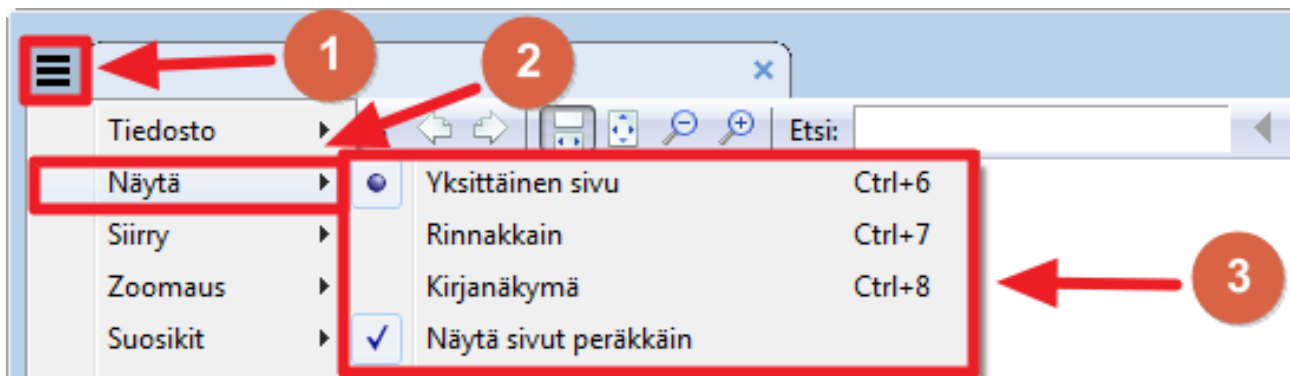 1
2
Tiedosto
Etsi:
Näytä
Yksittäinen sivu Ctrl+6
Siirry
Rinnakkain Ctrl+7
Zoomaus
Kirjanäkymä Ctrl+8
3
Suosikit
Näytä sivut peräkkäin